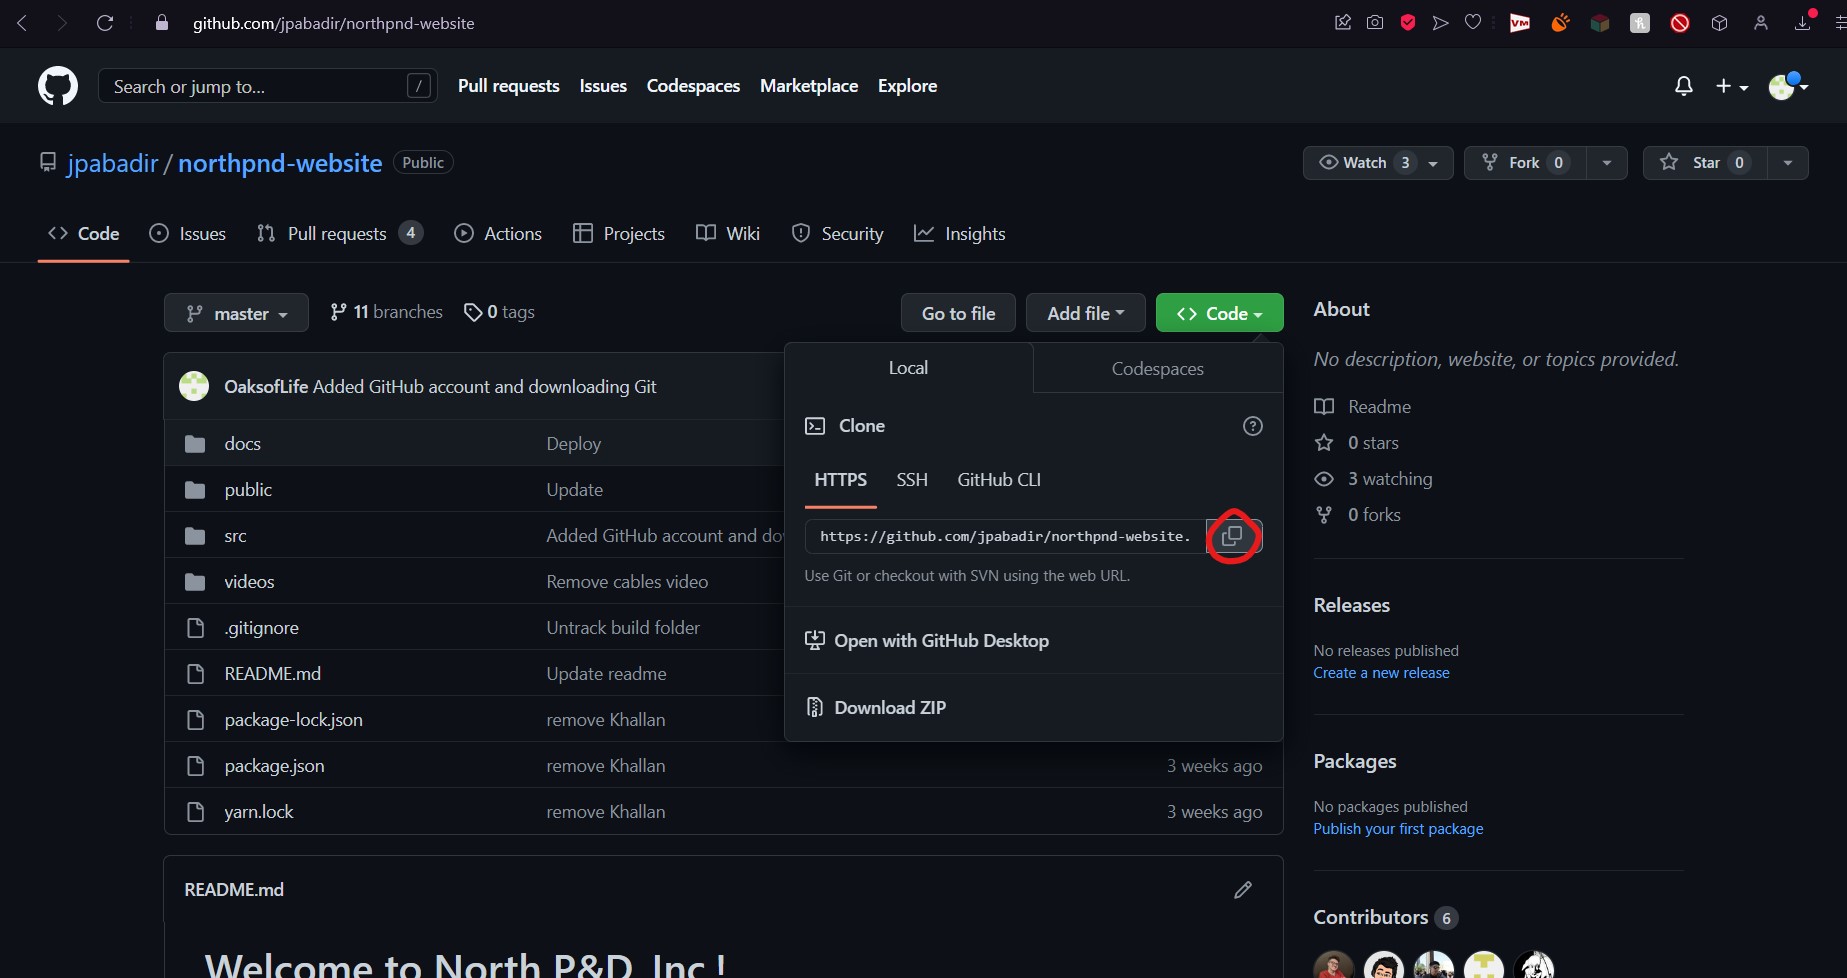 github.com/jpabadir/northpnd-website
VM
Search or jump to... /
Pull requests Issues Codespaces Marketplace Explore
jpabadir / northpnd-website Public
Watch 3 Fork 0 Star 0
Code Issues Pull requests 4 Actions Projects Wiki Security Insights
master 11 branches 0 tags Go to file Add file Code
Local Codespaces
Clone
HTTPS SSH GitHub CLI
https://github.com/jpabadir/northpnd-website.
Use Git or checkout with SVN using the web URL.
Open with GitHub Desktop
Download ZIP
OaksofLife Added GitHub account and downloading Git
docs Deploy
public Update
src Added GitHub account and do
videos Remove cables video
.gitignore Untrack build folder
README.md Update readme
package-lock.json remove Khallan
package.json remove Khallan 3 weeks ago
yarn.lock remove Khallan 3 weeks ago
README.md
Welcome to North P&D, Inc !
About
No description, website, or topics provided.
Readme
0 stars
3 watching
0 forks
Releases
No releases published
Create a new release
Packages
No packages published
Publish your first package
Contributors 6